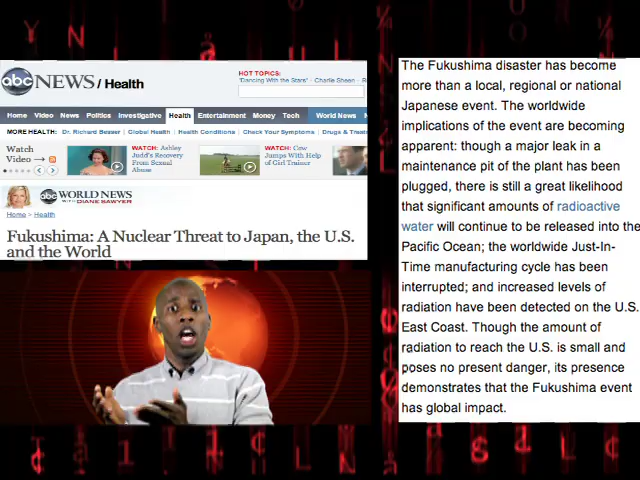 abc NEWS / Health
HOT TOPICS:
"Dancing With the Stars" · Charlie Sheen
Home Video News Politics Investigative Health Entertainment Money Tech World News
MORE HEALTH: Dr. Richard Besser | Global Health | Health Conditions | Check Your Symptoms | Drugs & Treat
Watch
Video
WATCH: Ashley
Judd's Recovery
From Sexual
Abuse
WATCH: Cow
Jumps With Help
of Girl Trainer
abc WORLD NEWS
WITH DIANE SAWYER
Home > Health
Fukushima: A Nuclear Threat to Japan, the U.S.
and the World
The Fukushima disaster has become
more than a local, regional or national
Japanese event. The worldwide
implications of the event are becoming
apparent: though a major leak in a
maintenance pit of the plant has been
plugged, there is still a great likelihood
that significant amounts of radioactive
water will continue to be released into the
Pacific Ocean; the worldwide Just-In-
Time manufacturing cycle has been
interrupted; and increased levels of
radiation have been detected on the U.S.
East Coast. Though the amount of
radiation to reach the U.S. is small and
poses no present danger, its presence
demonstrates that the Fukushima event
has global impact.